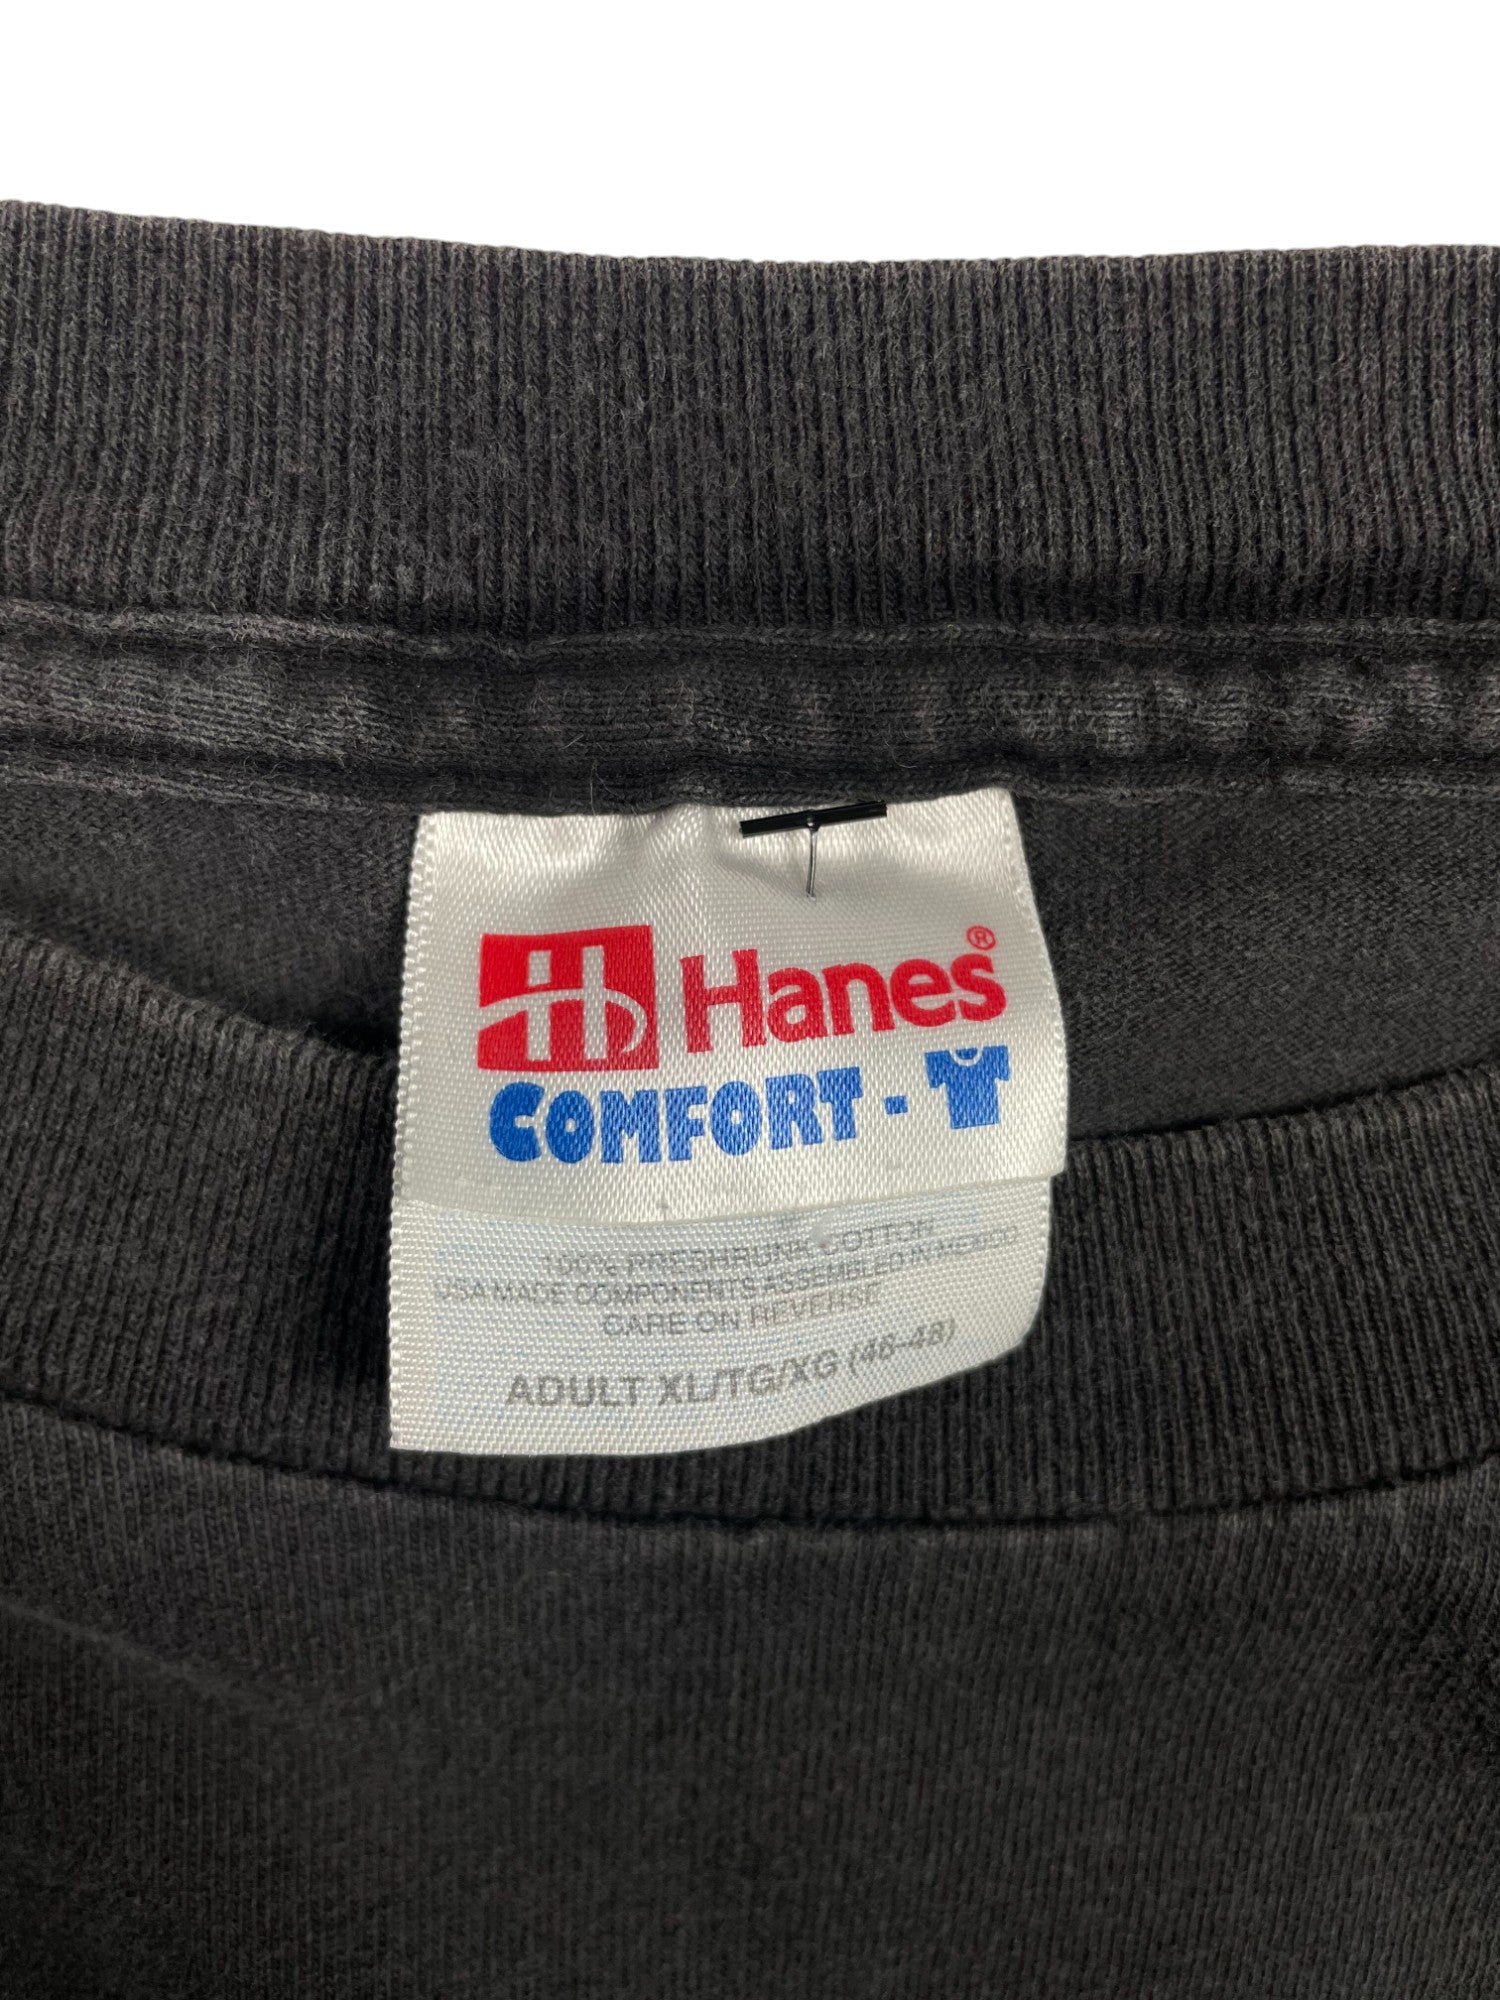 Hanes®
COMFORT -
100% PRESHRUNK COTTON
USA MADE COMPONENTS ASSEMBLED IN MEXICO
CARE ON REVERSE
ADULT XL/TG/XG (46-48)